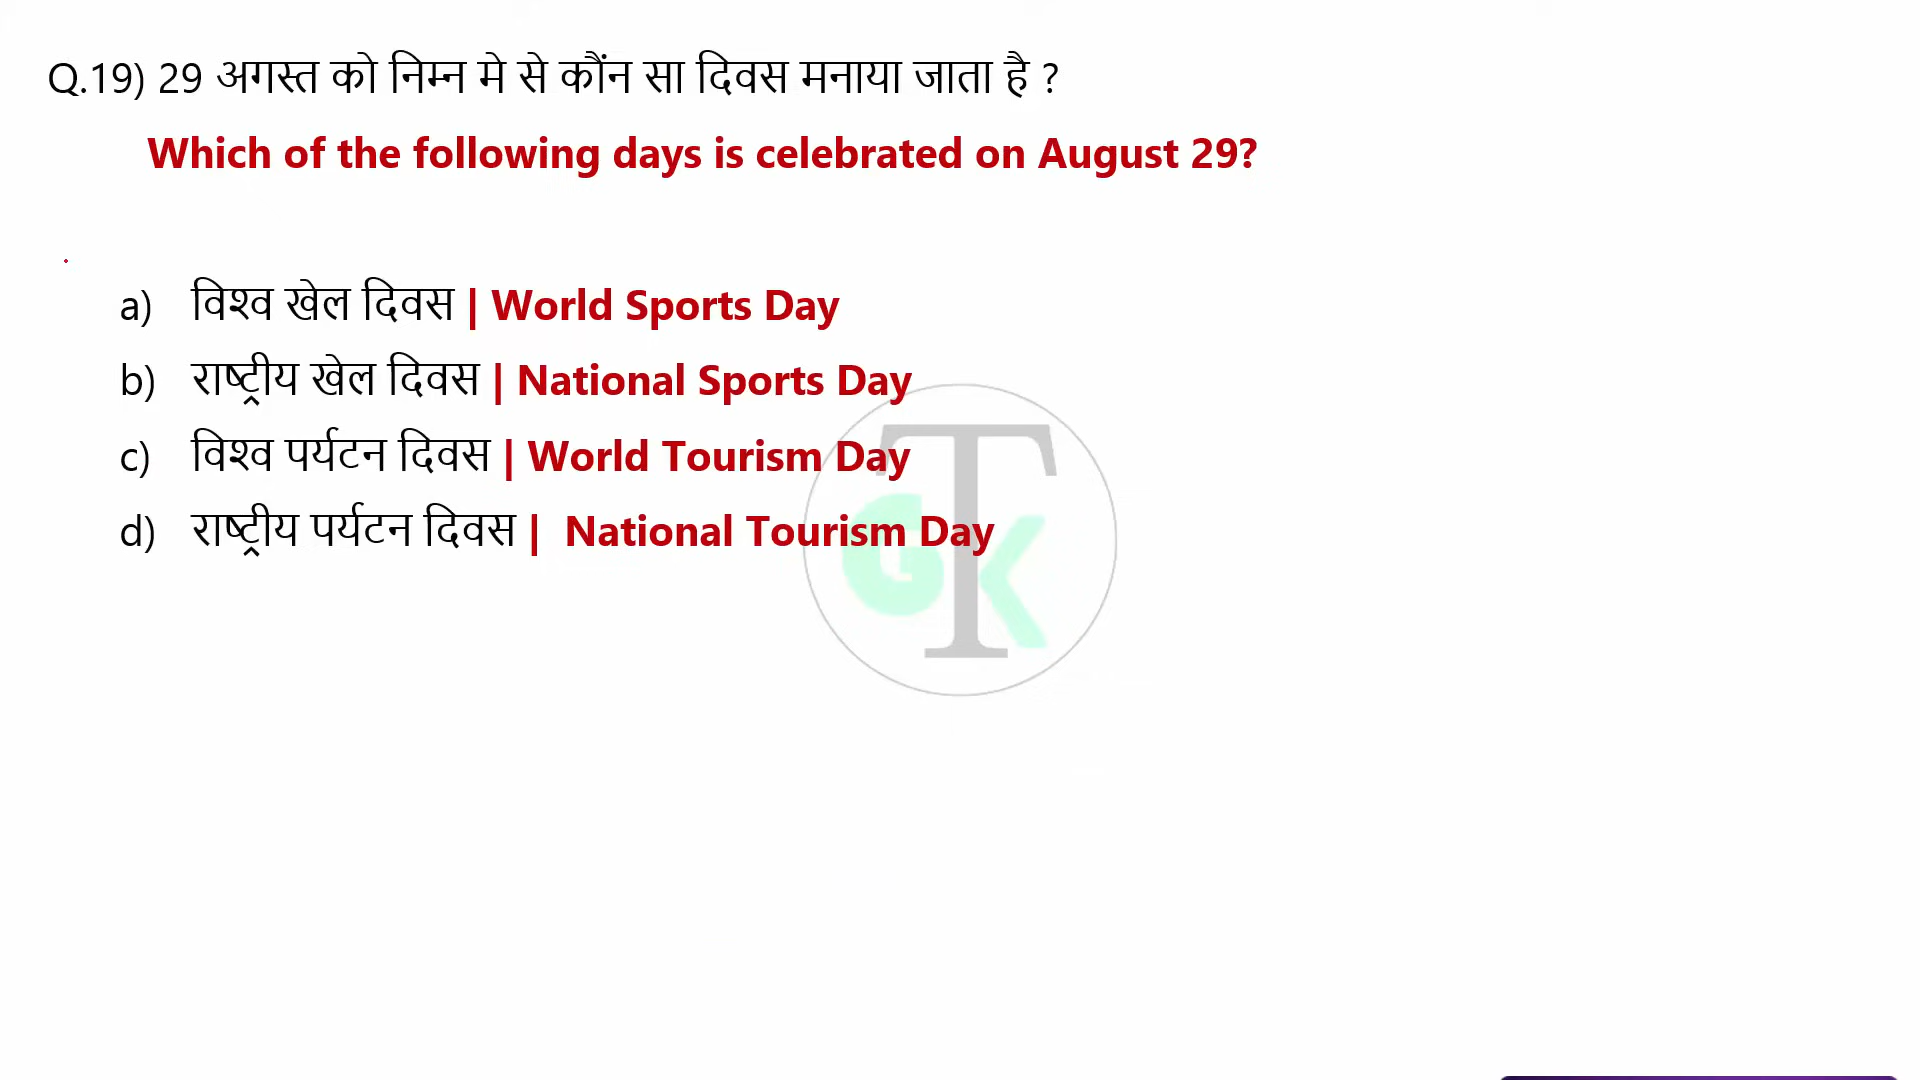 Q.19) 29 अगस्त को निम्न मे से कौंन सा दिवस मनाया जाता है ?
Which of the following days is celebrated on August 29?
a) विश्व खेल दिवस | World Sports Day
b) राष्ट्रीय खेल दिवस | National Sports Day
c) विश्व पर्यटन दिवस | World Tourism Day
d) राष्ट्रीय पर्यटन दिवस | National Tourism Day
GTK